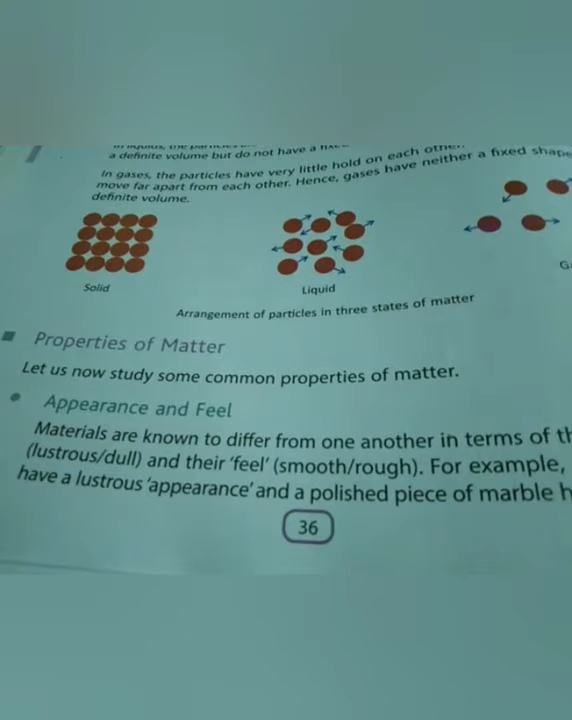 a definite volume but do not have a
In gases, the particles have very little hold on each other
move far apart from each other. Hence, gases have neither a fixed shape
definite volume.
Solid
Liquid
G
Arrangement of particles in three states of matter
Properties of Matter
Let us now study some common properties of matter.
Appearance and Feel
Materials are known to differ from one another in terms of th
(lustrous/dull) and their 'feel' (smooth/rough). For example,
have a lustrous 'appearance' and a polished piece of marble h
36